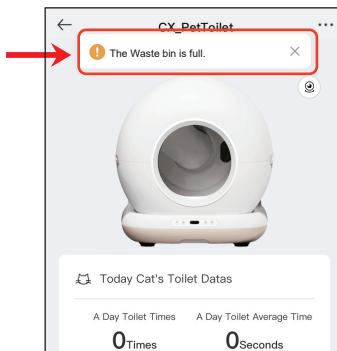 CX_PetToilet
The Waste bin is full.
Today Cat's Toilet Datas
A Day Toilet Times
A Day Toilet Average Time
0Times
0Seconds